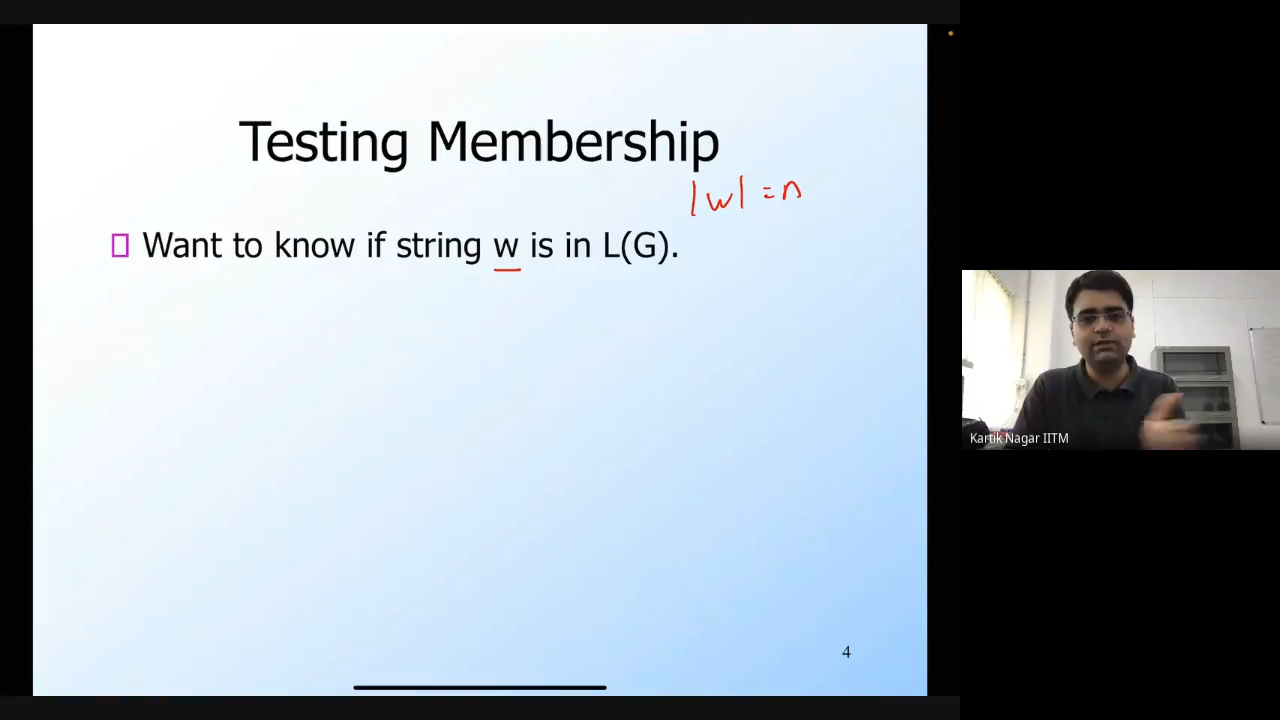 Testing Membership
|w| = n
Want to know if string w is in L(G).
Kartik Nagar IITM
4